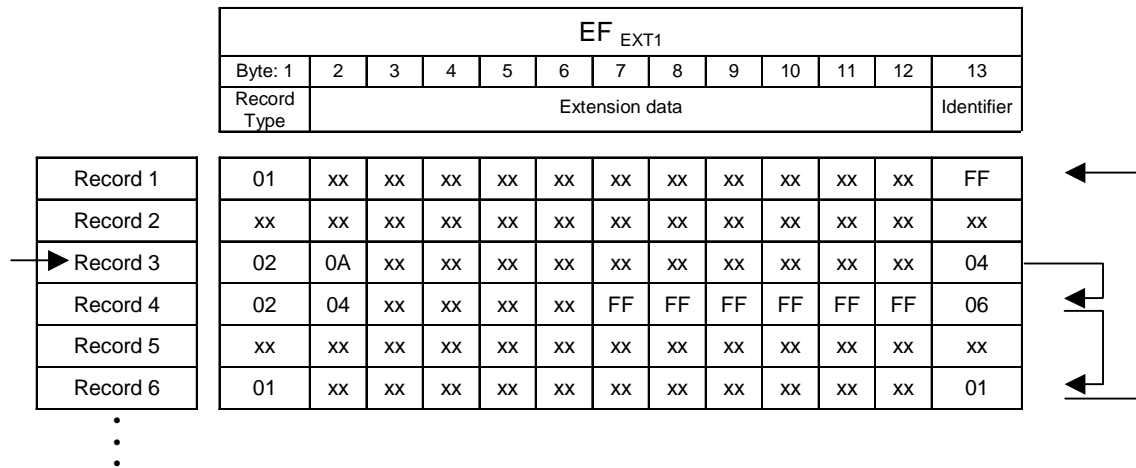 EF EXT1
Byte: 1 2 3 4 5 6 7 8 9 10 11 12 13
Record Type Extension data Identifier
Record 1 01 xx xx xx xx xx xx xx xx xx xx xx FF
Record 2 xx xx xx xx xx xx xx xx xx xx xx xx xx
Record 3 02 0A xx xx xx xx xx xx xx xx xx xx 04
Record 4 02 04 xx xx xx xx FF FF FF FF FF FF 06
Record 5 xx xx xx xx xx xx xx xx xx xx xx xx xx
Record 6 01 xx xx xx xx xx xx xx xx xx xx xx 01